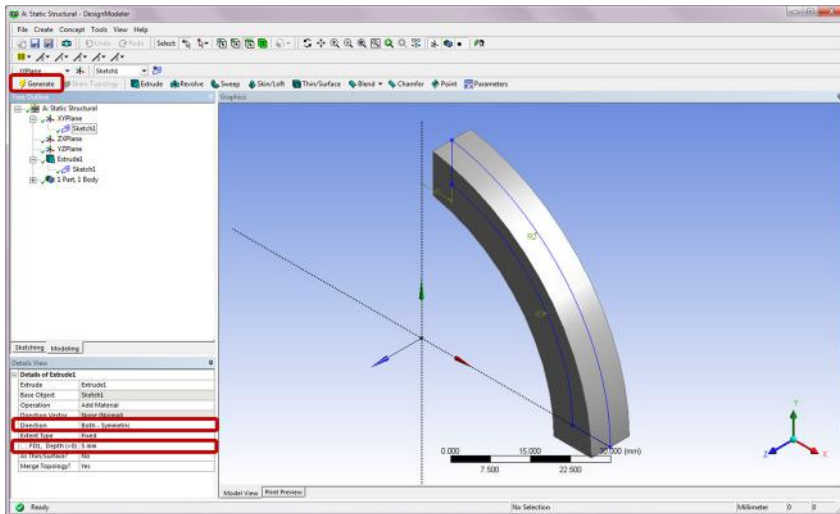 A: Static Structural - DesignModeler
File Create Concept Tools View Help
Undo Redo Select
XYPlane Sketch1
Generate Share Topology Extrude Revolve Sweep Skin/Loft Thin/Surface Blend Chamfer Point Parameters
Tree Outline
Graphics
A: Static Structural
XYPlane
Sketch1
ZXPlane
YZPlane
Extrude1
Sketch1
1 Part, 1 Body
Sketching Modeling
Details View
Details of Extrude1
Extrude Extrude1
Base Object Sketch1
Operation Add Material
Direction Vector None (Normal)
Direction Both - Symmetric
Extent Type Fixed
FD1, Depth (>0) 5 mm
As Thin/Surface? No
Merge Topology? Yes
R2
0.000 15.000 30.000 (mm)
7.500 22.500
Y
Z X
Model View Print Preview
Ready No Selection Millimeter 0 0